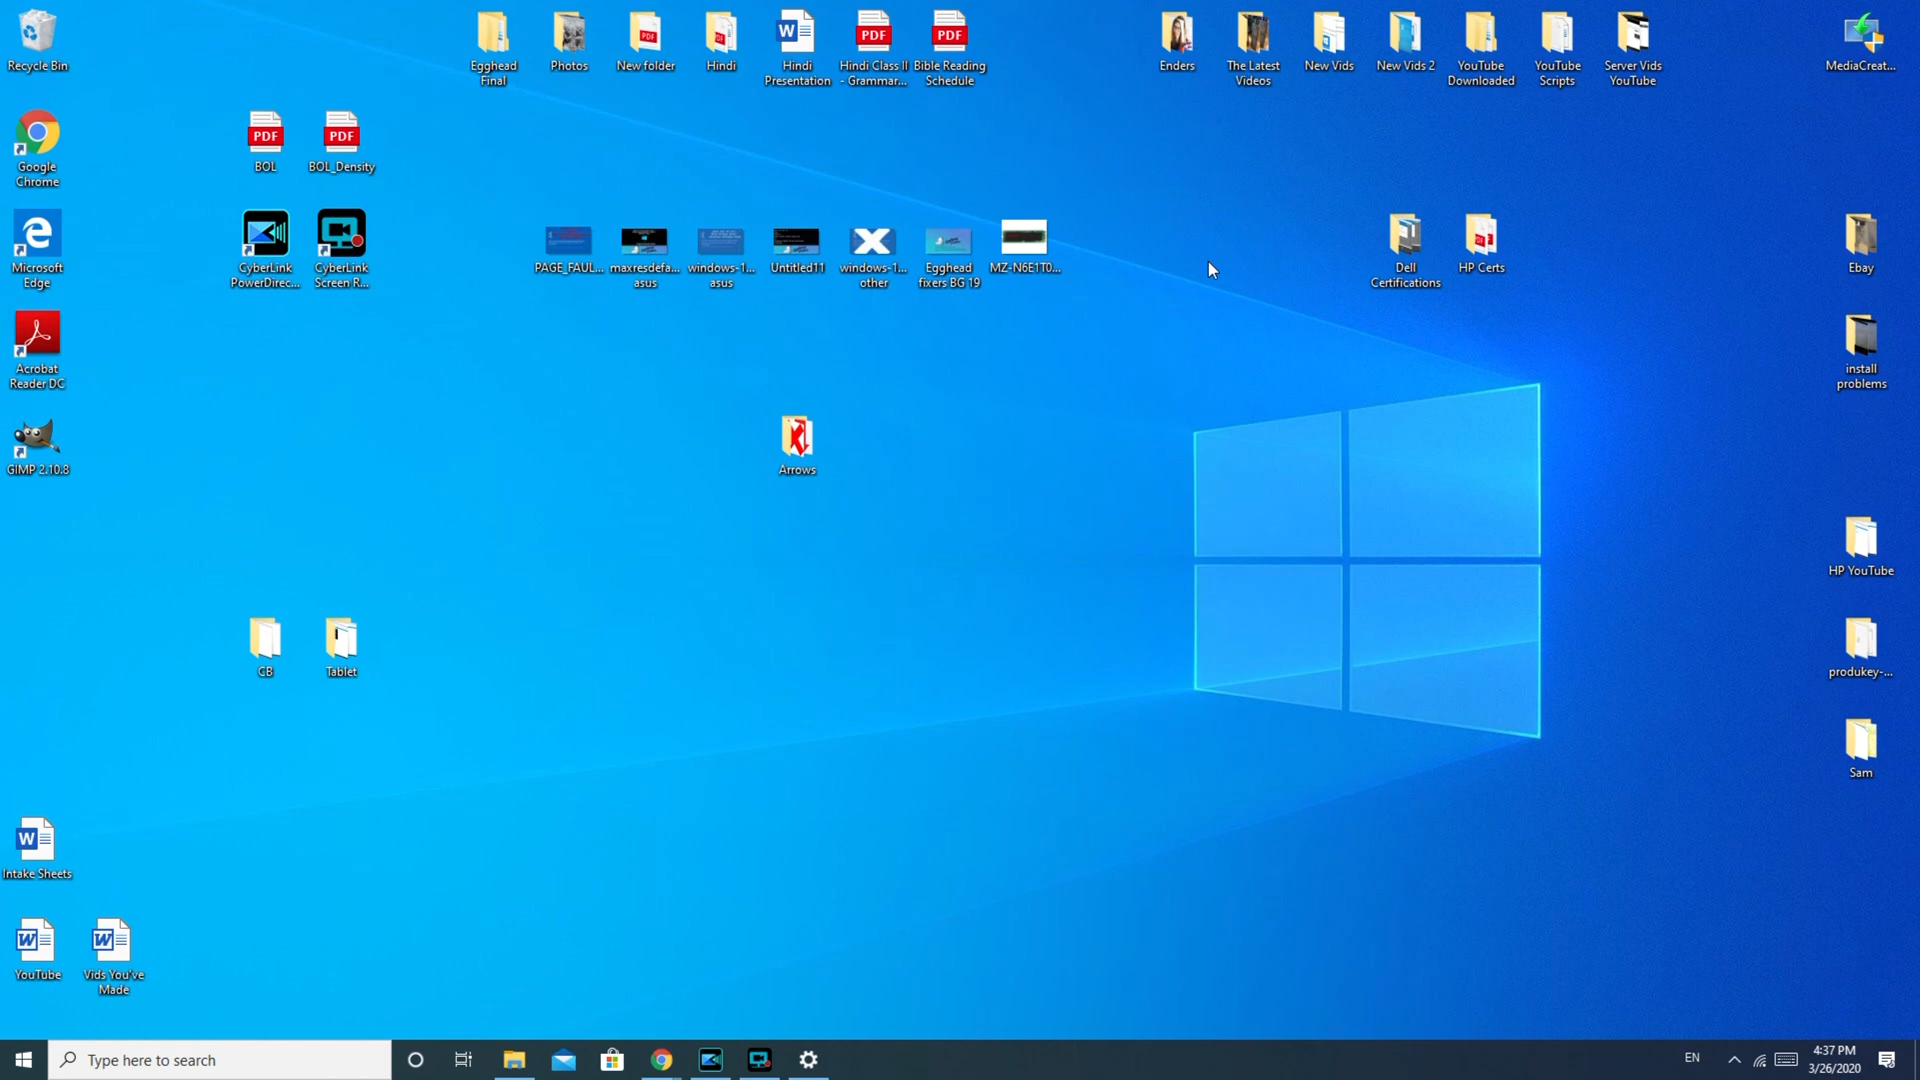 Recycle Bin
Egghead
Final
Photos
New folder
Hindi
Hindi
Presentation
Hindi Class II
- Grammar...
Bible Reading
Schedule
Enders
The Latest
Videos
New Vids
New Vids 2
YouTube
Downloaded
YouTube
Scripts
Server Vids
YouTube
MediaCreat...
Google
Chrome
BOL
BOL_Density
Microsoft
Edge
CyberLink
PowerDirec...
CyberLink
Screen R...
PAGE_FAUL...
maxresdefa...
asus
windows-1...
asus
Untitled11
windows-1...
other
Egghead
fixers BG 19
MZ-N6E1T0...
Dell
Certifications
HP Certs
Ebay
Acrobat
Reader DC
install
problems
GIMP 2.10.8
Arrows
HP YouTube
CB
Tablet
produkey-...
Sam
Intake Sheets
YouTube
Vids You've
Made
Type here to search
EN
4:37 PM
3/26/2020
PDF
PDF
PDF
PDF
PDF
W
W
W
W